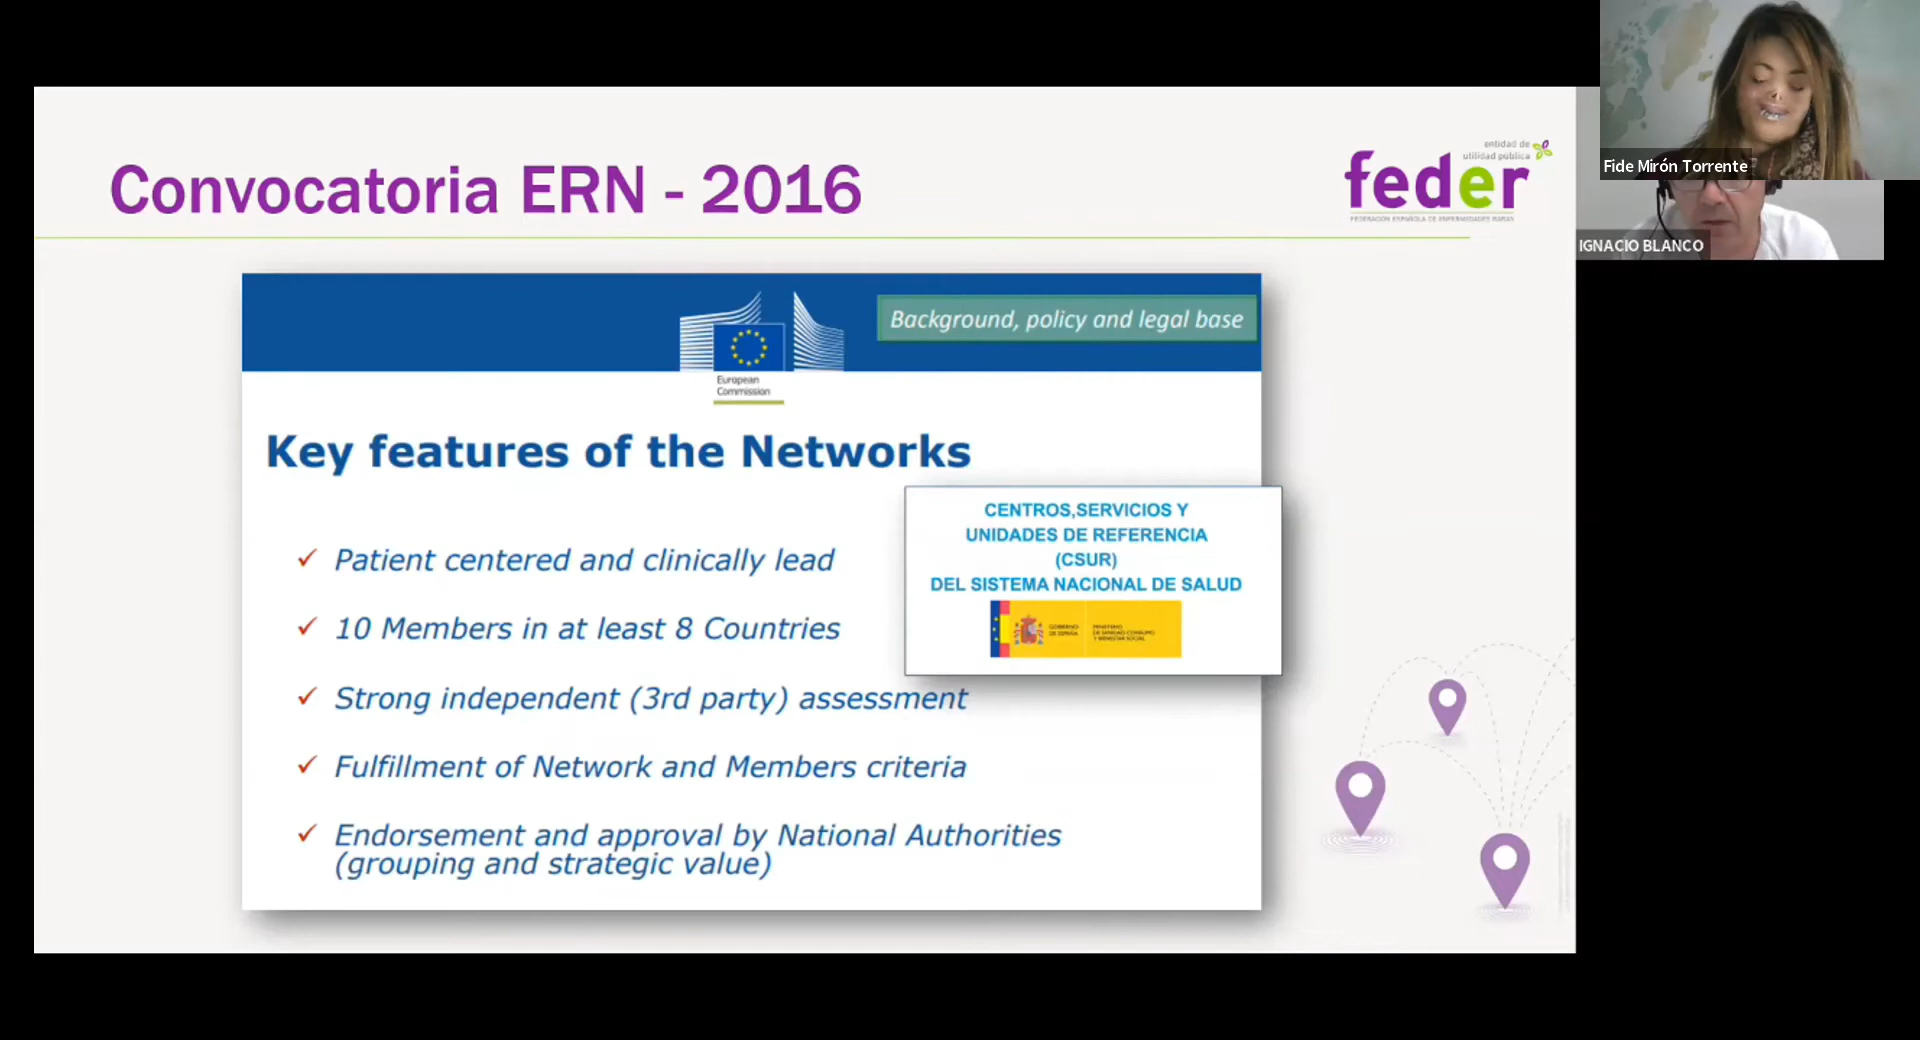 Convocatoria ERN - 2016
entidad de
utilidad pública
feder
FEDERACIÓN ESPAÑOLA DE ENFERMEDADES RARAS
Fide Mirón Torrente
IGNACIO BLANCO
Background, policy and legal base
European
Commission
Key features of the Networks
CENTROS,SERVICIOS Y
UNIDADES DE REFERENCIA
(CSUR)
DEL SISTEMA NACIONAL DE SALUD
GOBIERNO
DE ESPAÑA
MINISTERIO
DE SANIDAD, CONSUMO
Y BIENESTAR SOCIAL
✓ Patient centered and clinically lead
✓ 10 Members in at least 8 Countries
✓ Strong independent (3rd party) assessment
✓ Fulfillment of Network and Members criteria
✓ Endorsement and approval by National Authorities
(grouping and strategic value)